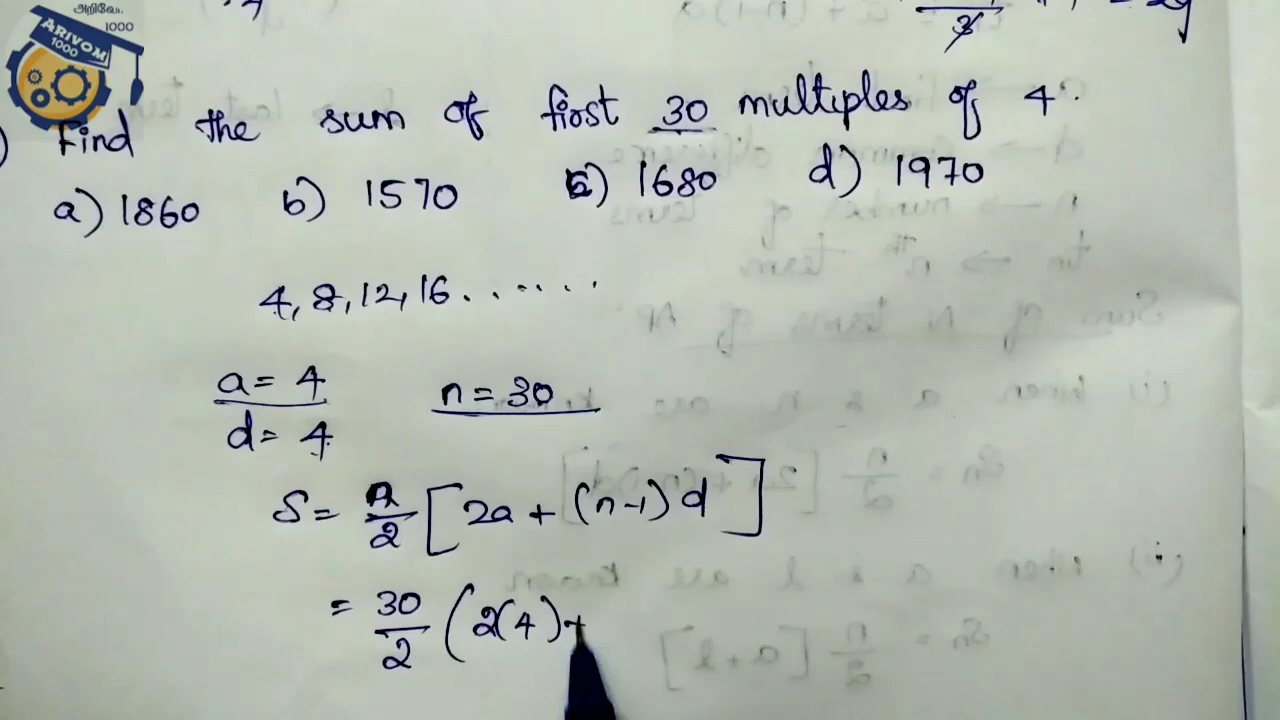 அறிவோம்
1000
ARIVOM
1000
Find the sum of first 30 multiples of 4.
a) 1860 b) 1570 c) 1680 d) 1970
4, 8, 12, 16 . . . . . .
a = 4 n = 30
d = 4
S = n/2 [2a + (n-1) d]
= 30/2 (2(4) +